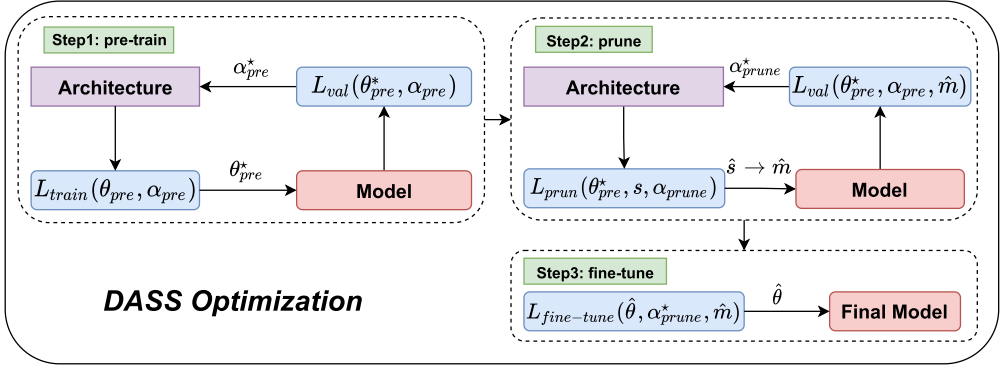 Step1: pre-train
α⋆pre
Architecture
Lval(θ*pre, αpre)
θ⋆pre
Ltrain(θpre, αpre)
Model
Step2: prune
α⋆prune
Architecture
Lval(θ⋆pre, αpre, m̂)
ŝ → m̂
Lprun(θ⋆pre, s, αprune)
Model
Step3: fine-tune
θ̂
Lfine−tune(θ̂, α⋆prune, m̂)
Final Model
DASS Optimization